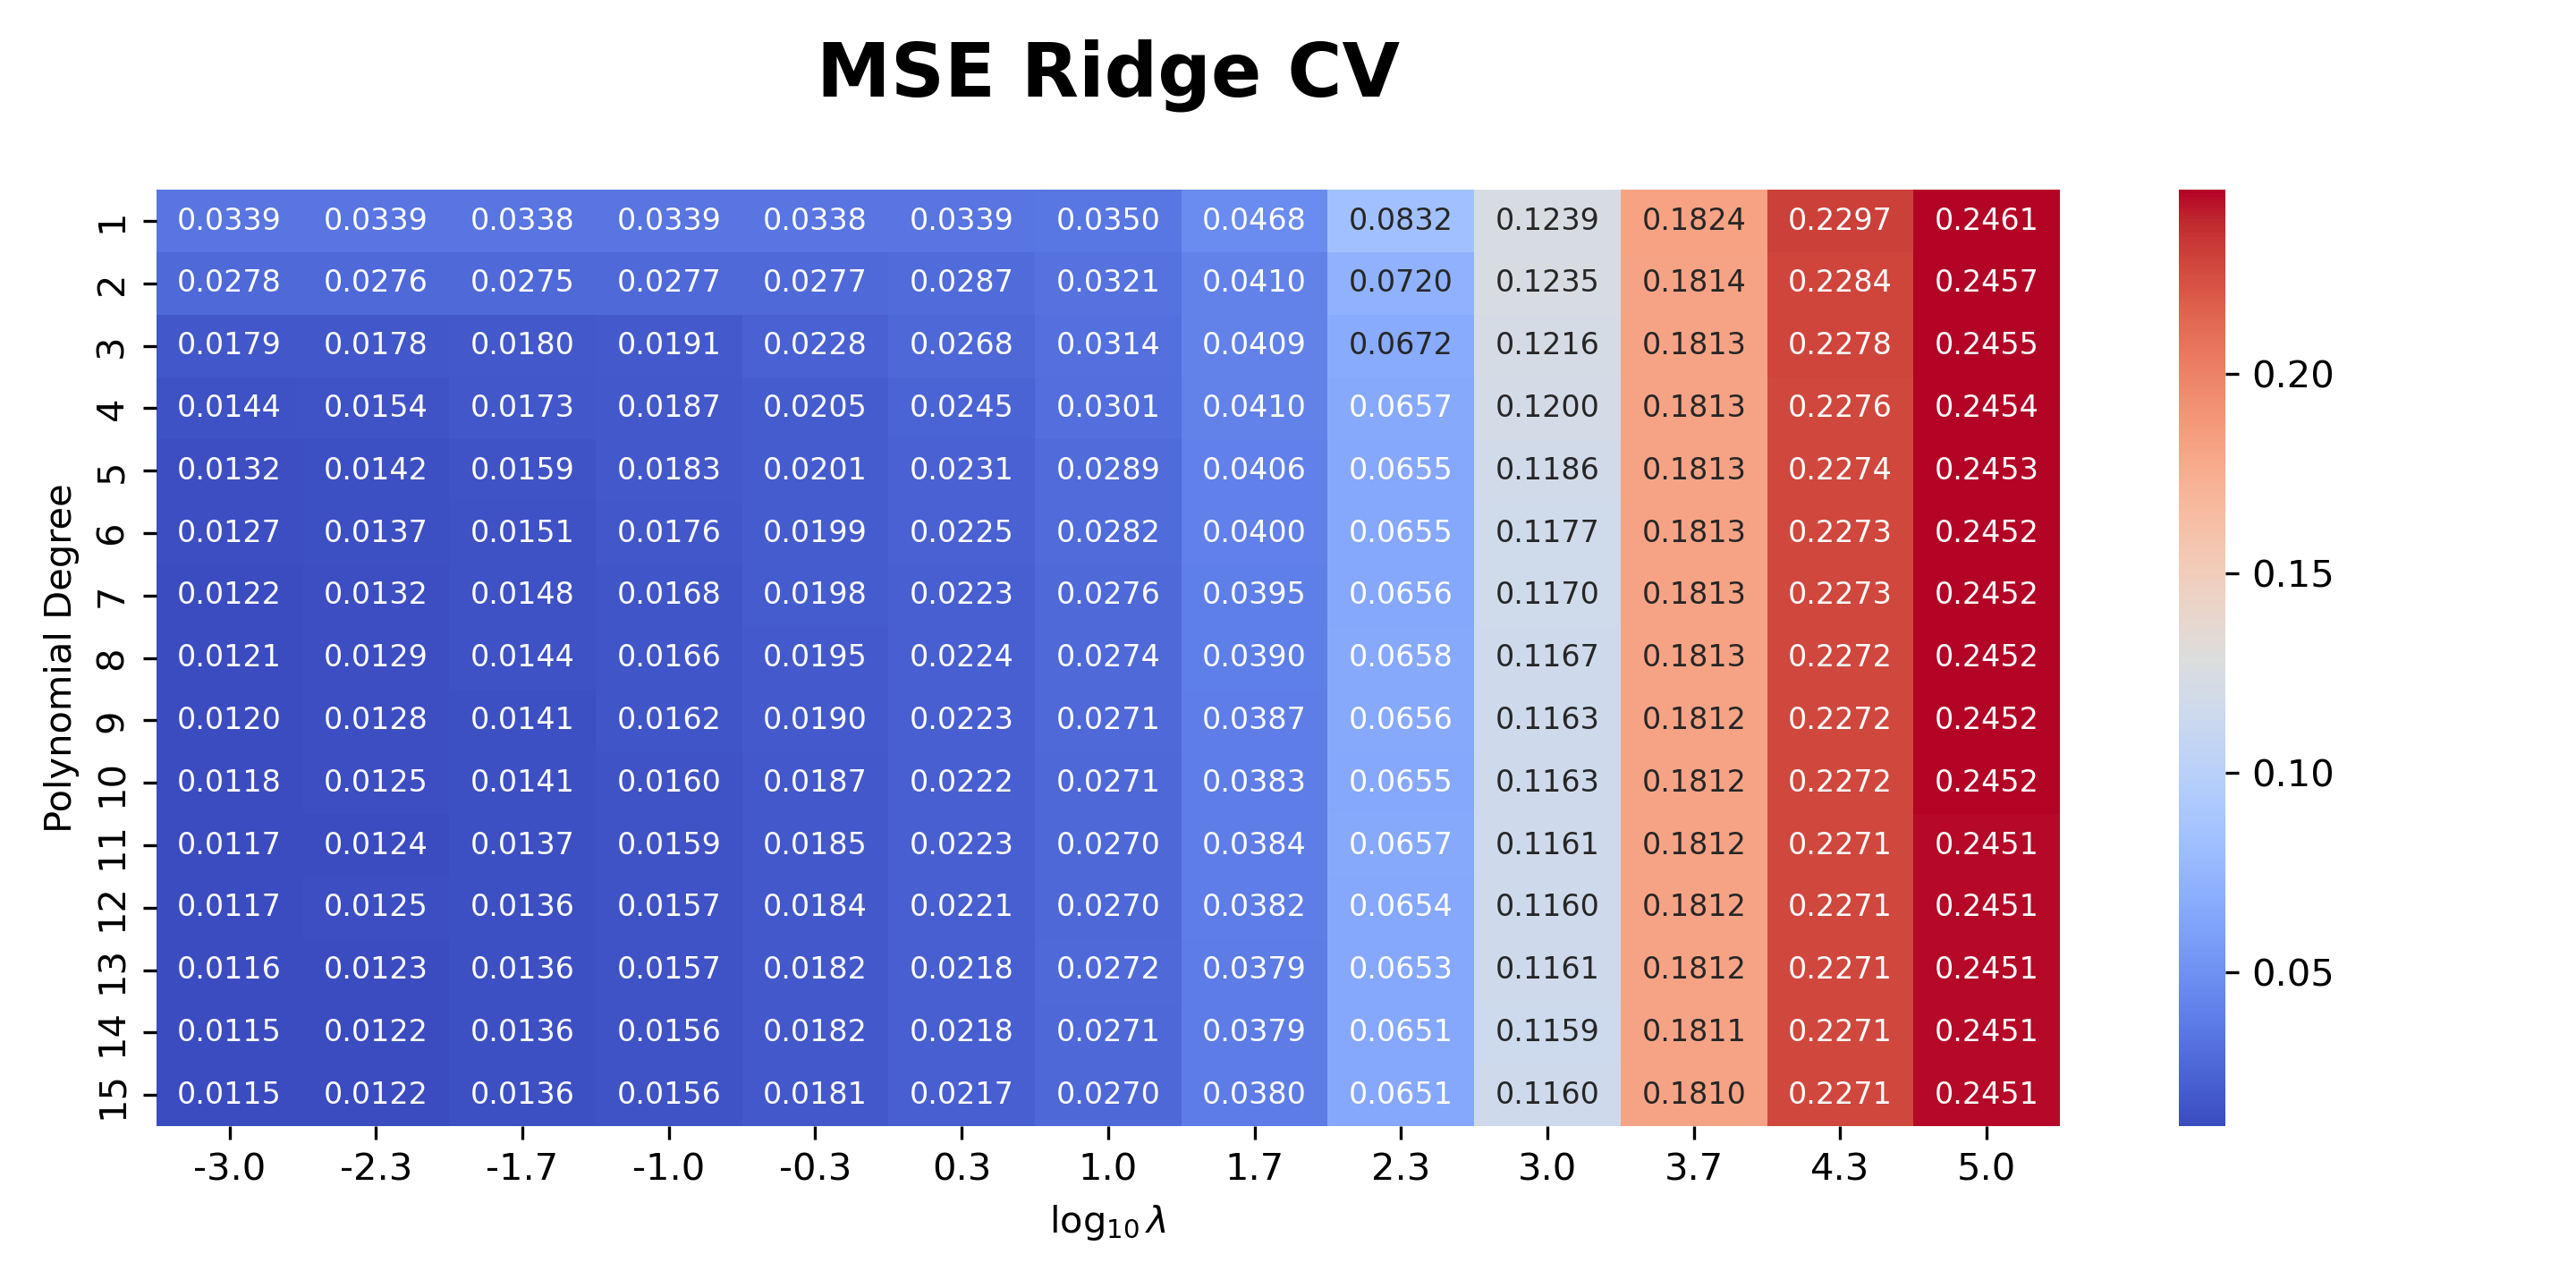 MSE Ridge CV
1 0.0339 0.0339 0.0338 0.0339 0.0338 0.0339 0.0350 0.0468 0.0832 0.1239 0.1824 0.2297 0.2461
2 0.0278 0.0276 0.0275 0.0277 0.0277 0.0287 0.0321 0.0410 0.0720 0.1235 0.1814 0.2284 0.2457
3 0.0179 0.0178 0.0180 0.0191 0.0228 0.0268 0.0314 0.0409 0.0672 0.1216 0.1813 0.2278 0.2455
4 0.0144 0.0154 0.0173 0.0187 0.0205 0.0245 0.0301 0.0410 0.0657 0.1200 0.1813 0.2276 0.2454
5 0.0132 0.0142 0.0159 0.0183 0.0201 0.0231 0.0289 0.0406 0.0655 0.1186 0.1813 0.2274 0.2453
6 0.0127 0.0137 0.0151 0.0176 0.0199 0.0225 0.0282 0.0400 0.0655 0.1177 0.1813 0.2273 0.2452
7 0.0122 0.0132 0.0148 0.0168 0.0198 0.0223 0.0276 0.0395 0.0656 0.1170 0.1813 0.2273 0.2452
8 0.0121 0.0129 0.0144 0.0166 0.0195 0.0224 0.0274 0.0390 0.0658 0.1167 0.1813 0.2272 0.2452
9 0.0120 0.0128 0.0141 0.0162 0.0190 0.0223 0.0271 0.0387 0.0656 0.1163 0.1812 0.2272 0.2452
10 0.0118 0.0125 0.0141 0.0160 0.0187 0.0222 0.0271 0.0383 0.0655 0.1163 0.1812 0.2272 0.2452
11 0.0117 0.0124 0.0137 0.0159 0.0185 0.0223 0.0270 0.0384 0.0657 0.1161 0.1812 0.2271 0.2451
12 0.0117 0.0125 0.0136 0.0157 0.0184 0.0221 0.0270 0.0382 0.0654 0.1160 0.1812 0.2271 0.2451
13 0.0116 0.0123 0.0136 0.0157 0.0182 0.0218 0.0272 0.0379 0.0653 0.1161 0.1812 0.2271 0.2451
14 0.0115 0.0122 0.0136 0.0156 0.0182 0.0218 0.0271 0.0379 0.0651 0.1159 0.1811 0.2271 0.2451
15 0.0115 0.0122 0.0136 0.0156 0.0181 0.0217 0.0270 0.0380 0.0651 0.1160 0.1810 0.2271 0.2451
-3.0 -2.3 -1.7 -1.0 -0.3 0.3 1.0 1.7 2.3 3.0 3.7 4.3 5.0
log₁₀ λ
Polynomial Degree
0.20
0.15
0.10
0.05